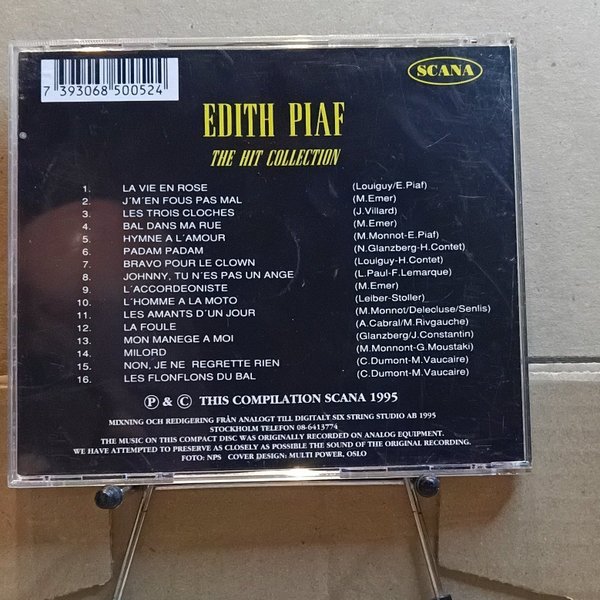 7 393068 500524
SCANA
EDITH PIAF
THE HIT COLLECTION
1. LA VIE EN ROSE (Louiguy/E.Piaf)
2. J´M´EN FOUS PAS MAL (M.Emer)
3. LES TROIS CLOCHES (J.Villard)
4. BAL DANS MA RUE (M.Emer)
5. HYMNE A L´AMOUR (M.Monnot-E.Piaf)
6. PADAM PADAM (N.Glanzberg-H.Contet)
7. BRAVO POUR LE CLOWN (Louiguy-H.Contet)
8. JOHNNY, TU N´ES PAS UN ANGE (L.Paul-F.Lemarque)
9. L´ACCORDEONISTE (M.Emer)
10. L´HOMME A LA MOTO (Leiber-Stoller)
11. LES AMANTS D´UN JOUR (M.Monnot/Delecluse/Senlis)
12. LA FOULE (A.Cabral/M.Rivgauche)
13. MON MANEGE A MOI (Glanzberg/J.Constantin)
14. MILORD (M.Monnont-G.Moustaki)
15. NON, JE NE REGRETTE RIEN (C.Dumont-M.Vaucaire)
16. LES FLONFLONS DU BAL (C.Dumont-M.Vaucaire)
Ⓟ & Ⓒ THIS COMPILATION SCANA 1995
MIXNING OCH REDIGERING FRÅN ANALOGT TILL DIGITALT SIX STRING STUDIO AB 1995
STOCKHOLM TELEFON 08-6413774
THE MUSIC ON THIS COMPACT DISC WAS ORIGINALLY RECORDED ON ANALOG EQUIPMENT.
WE HAVE ATTEMPTED TO PRESERVE AS CLOSELY AS POSSIBLE THE SOUND OF THE ORIGINAL RECORDING.
FOTO: NPS COVER DESIGN: MULTI POWER, OSLO